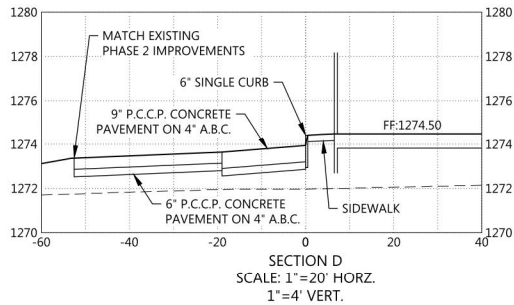 1280
1280
MATCH EXISTING
PHASE 2 IMPROVEMENTS
1278
1278
6" SINGLE CURB
1276
1276
9" P.C.C.P. CONCRETE
PAVEMENT ON 4" A.B.C.
FF:1274.50
1274
1274
1272
1272
6" P.C.C.P. CONCRETE
PAVEMENT ON 4" A.B.C.
SIDEWALK
1270
1270
-60 -40 -20 0 20 40
SECTION D
SCALE: 1"=20' HORZ.
1"=4' VERT.